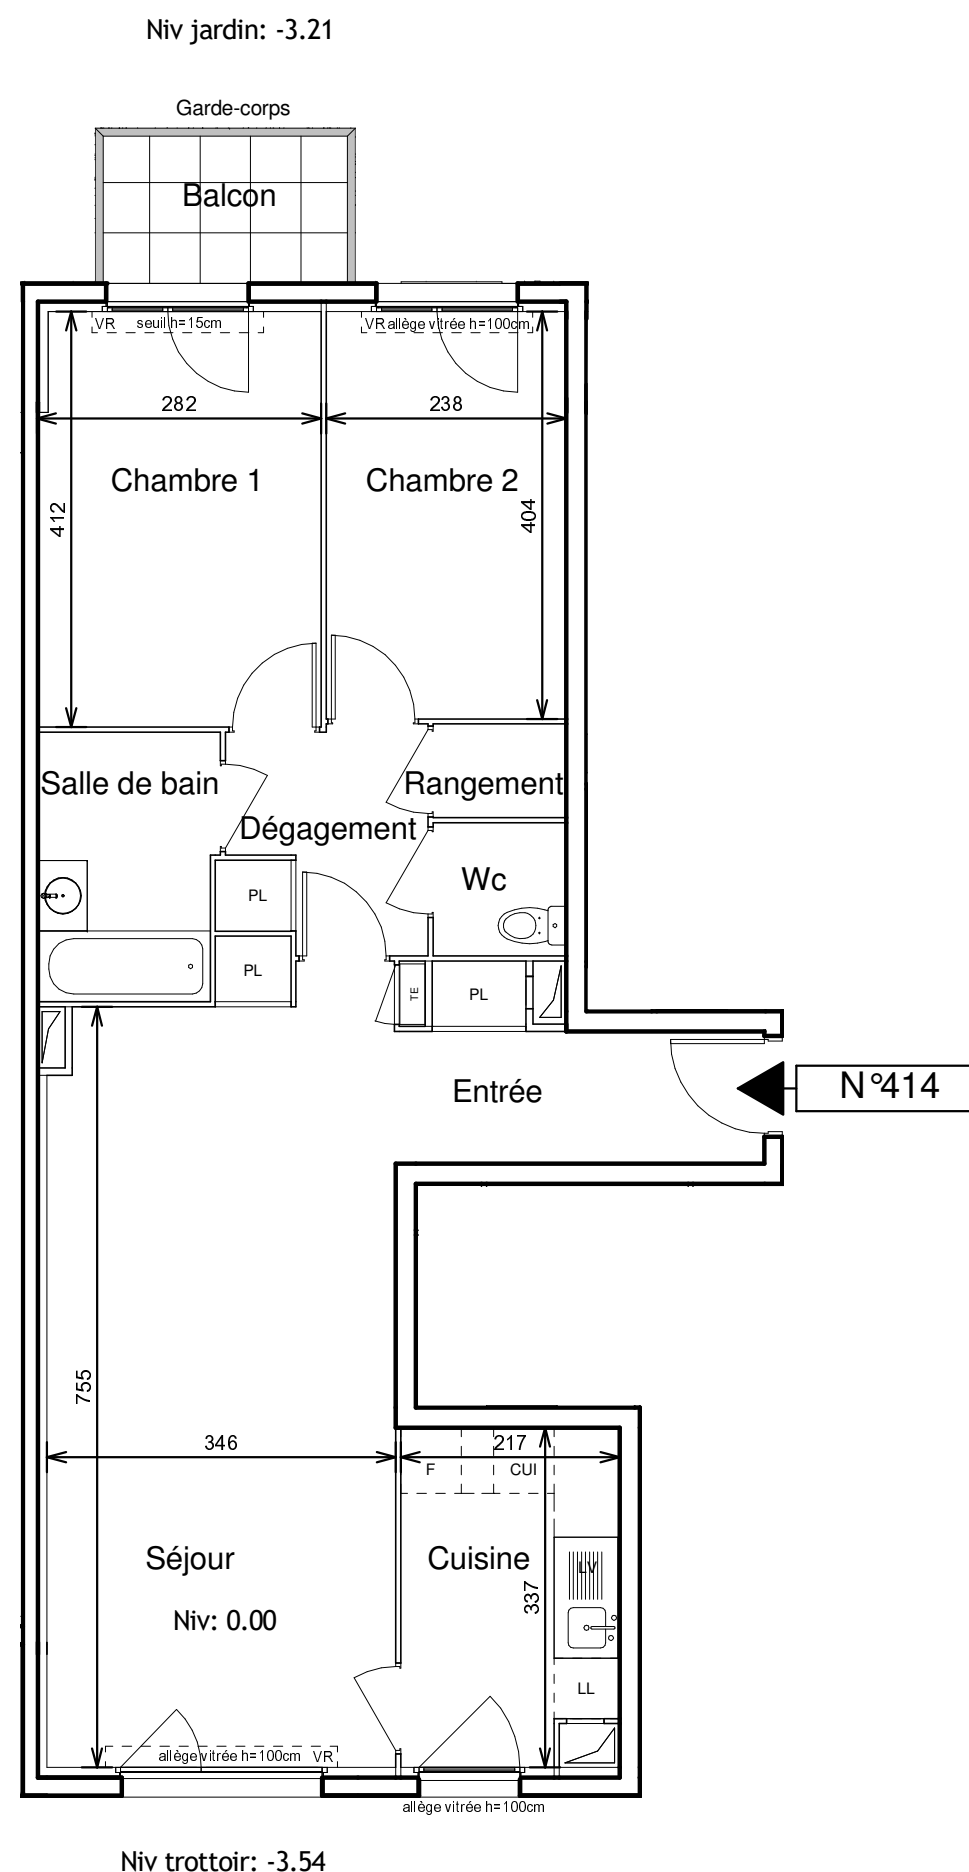 Niv jardin: -3.21
Garde-corps
Balcon
VR seuil h=15cm
VR allège vitrée h=100cm
282
238
Chambre 1
Chambre 2
412
404
Salle de bain
Rangement
Dégagement
Wc
PL
PL
TE
PL
Entrée
N°414
755
346
217
F
CUI
Séjour
Cuisine
LV
337
Niv: 0.00
LL
allège vitrée h=100cm VR
allège vitrée h=100cm
Niv trottoir: -3.54